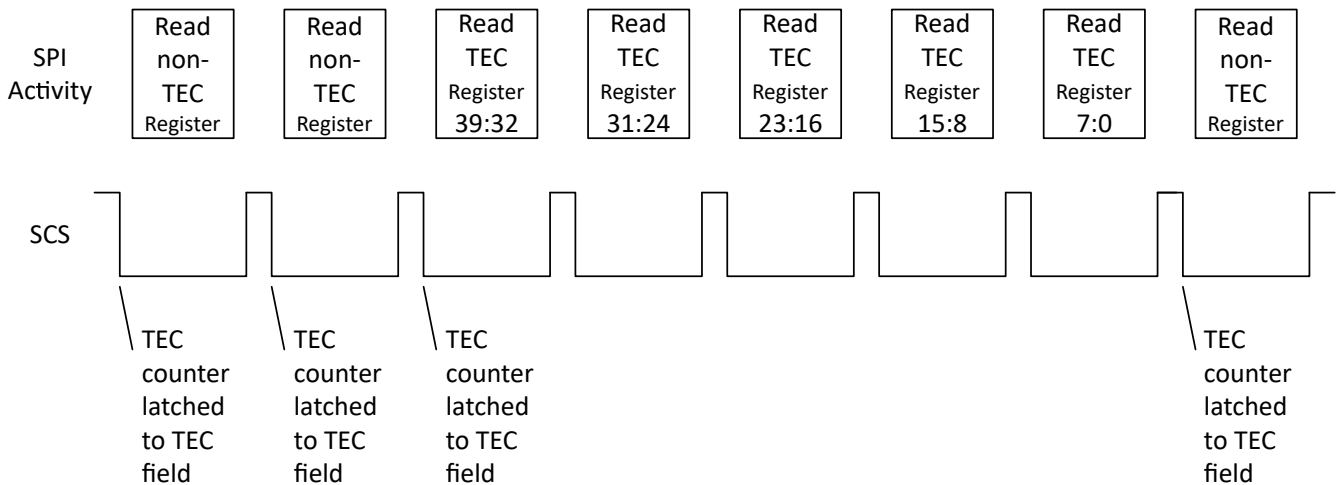 SPI
Activity
Read
non-
TEC
Register
Read
non-
TEC
Register
Read
TEC
Register
39:32
Read
TEC
Register
31:24
Read
TEC
Register
23:16
Read
TEC
Register
15:8
Read
TEC
Register
7:0
Read
non-
TEC
Register
SCS
TEC
counter
latched
to TEC
field
TEC
counter
latched
to TEC
field
TEC
counter
latched
to TEC
field
TEC
counter
latched
to TEC
field